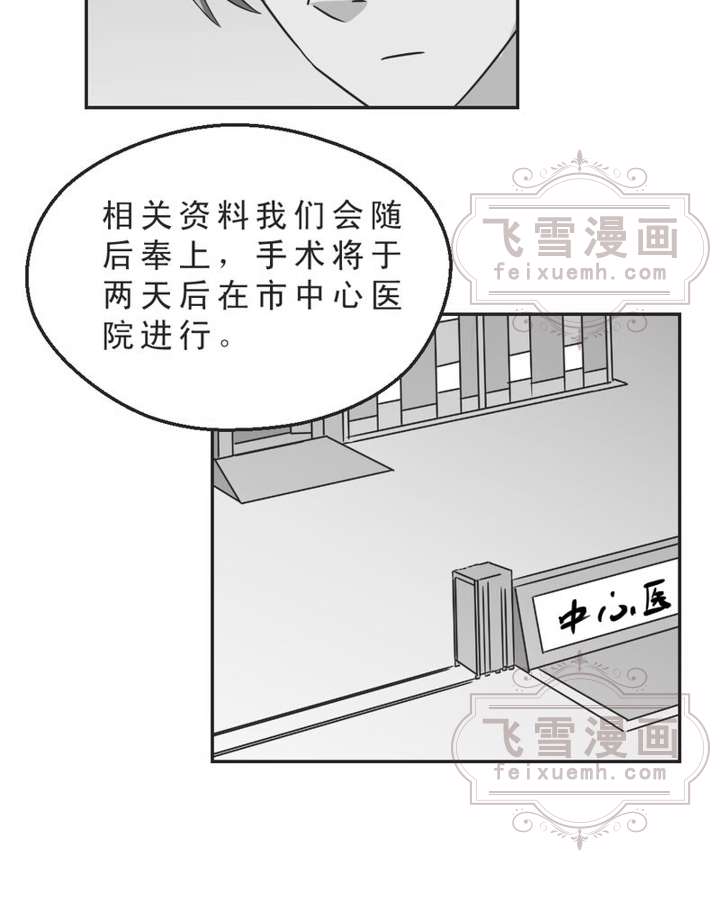 相关资料我们会随
后奉上，手术将于
两天后在市中心医
院进行。
飞雪漫画
feixuemh.com
中心医
飞雪漫画
feixuemh.com